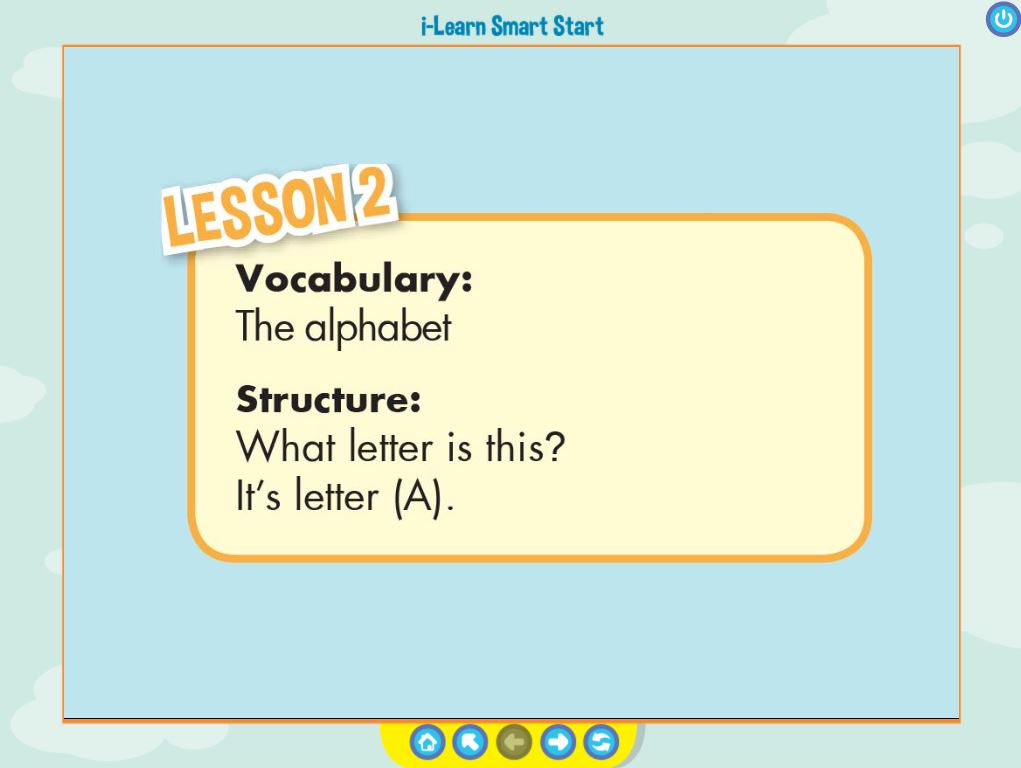 i-Learn Smart Start
LESSON 2
Vocabulary:
The alphabet
Structure:
What letter is this?
It's letter (A).